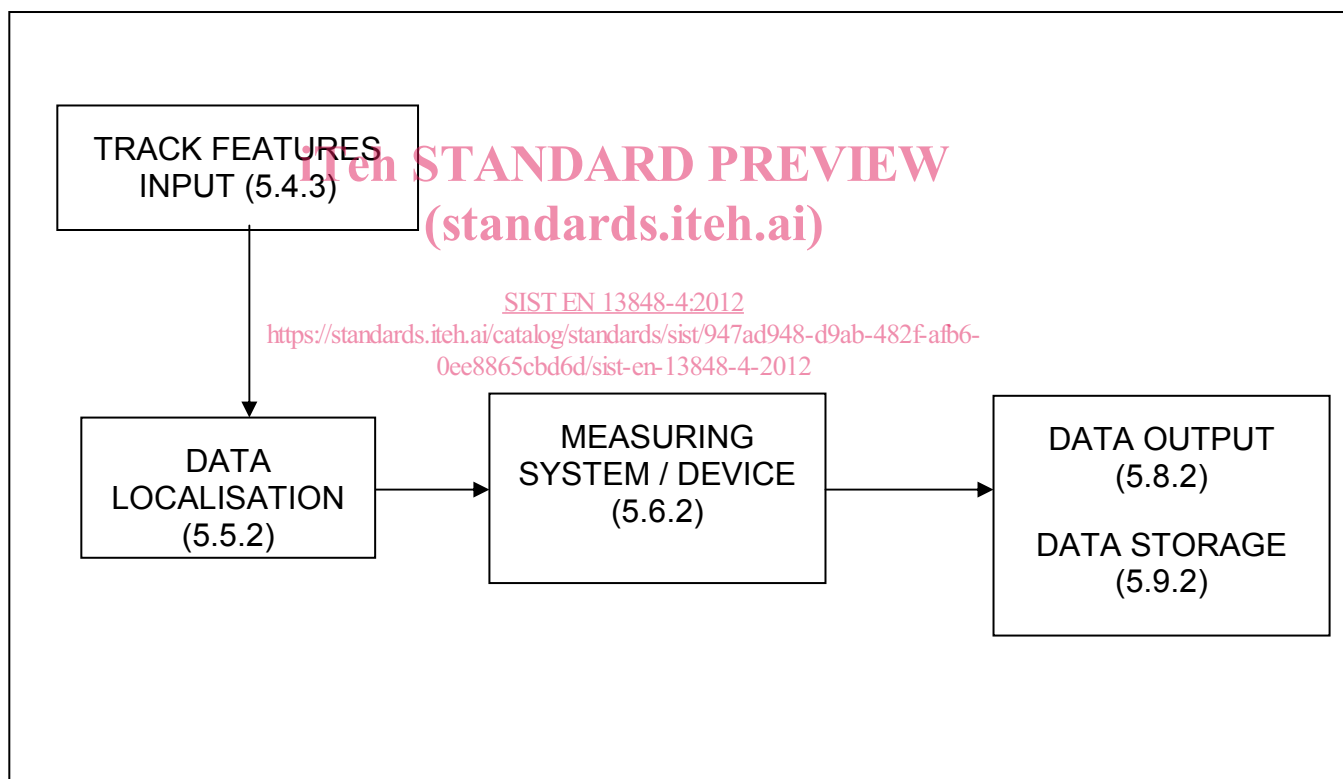 TRACK FEATURES
INPUT (5.4.3)
iTeh STANDARD PREVIEW
(standards.iteh.ai)
SIST EN 13848-4:2012
https://standards.iteh.ai/catalog/standards/sist/947ad948-d9ab-482f-afb6-
0ee8865cbd6d/sist-en-13848-4-2012
DATA
LOCALISATION
(5.5.2)
MEASURING
SYSTEM / DEVICE
(5.6.2)
DATA OUTPUT
(5.8.2)
DATA STORAGE
(5.9.2)